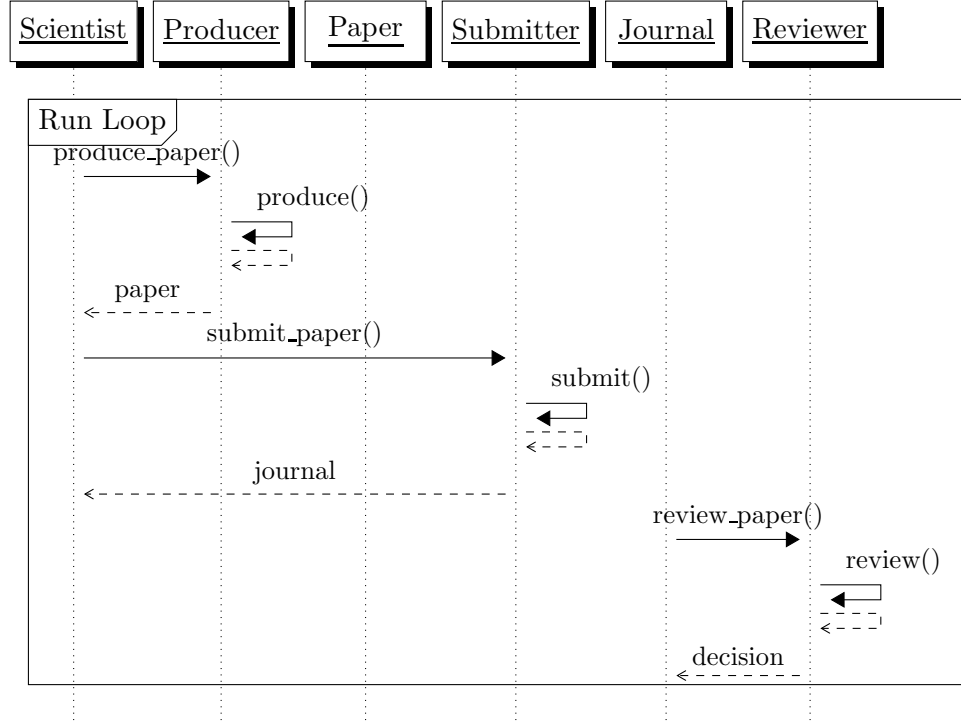 Scientist
Producer
Paper
Submitter
Journal
Reviewer
Run Loop
produce_paper()
produce()
paper
submit_paper()
submit()
journal
review_paper()
review()
decision